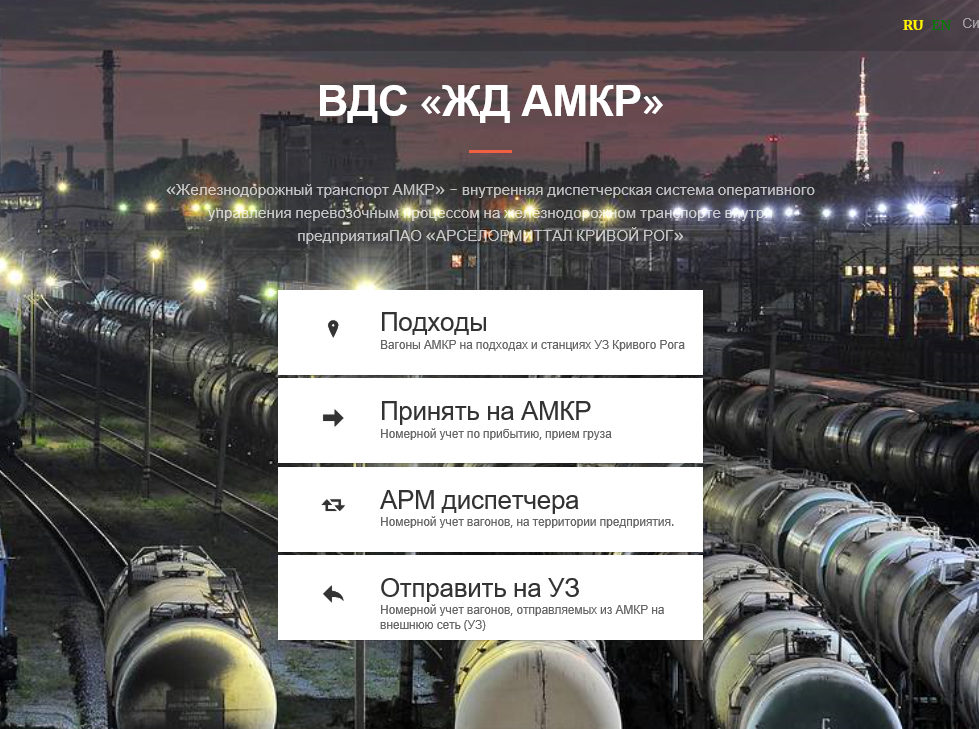 RU EN Си
ВДС «ЖД АМКР»
«Железнодорожный транспорт АМКР» – внутренняя диспетчерская система оперативного
управления перевозочным процессом на железнодорожном транспорте внутри
предприятияПАО «АРСЕЛОРМИТТАЛ КРИВОЙ РОГ»
Подходы
Вагоны АМКР на подходах и станциях УЗ Кривого Рога
Принять на АМКР
Номерной учет по прибытию, прием груза
АРМ диспетчера
Номерной учет вагонов, на территории предприятия.
Отправить на УЗ
Номерной учет вагонов, отправляемых из АМКР на
внешнюю сеть (УЗ)